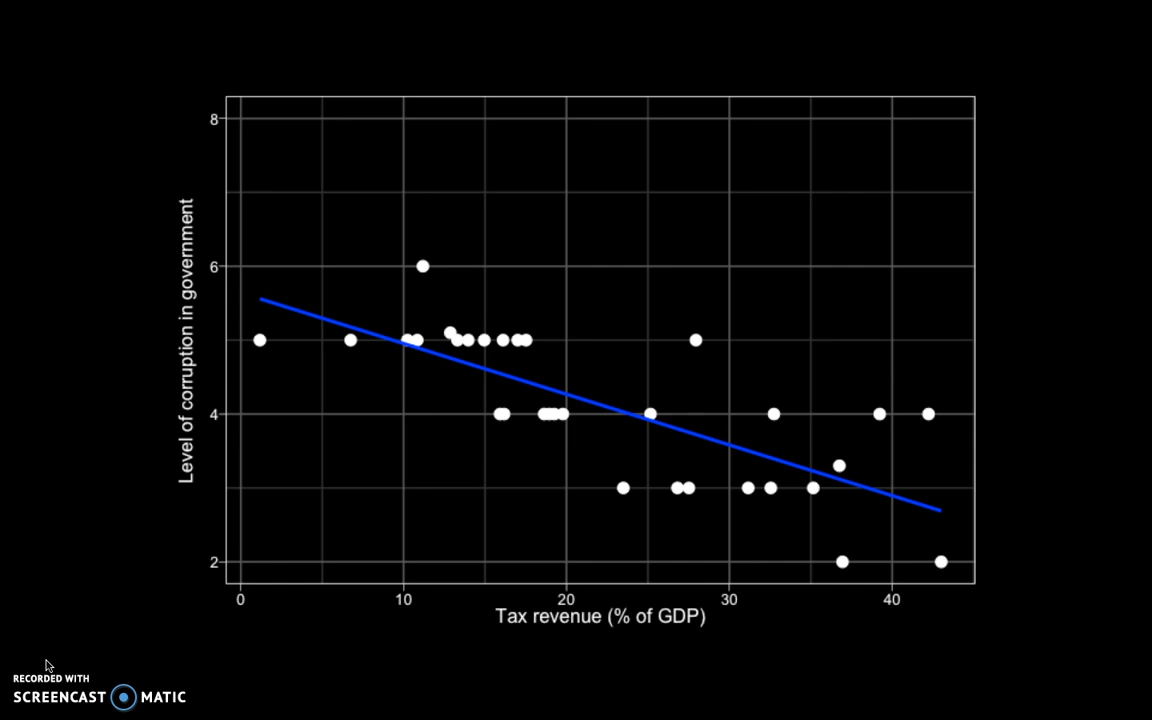 8
6
4
2
Level of corruption in government
0 10 20 30 40
Tax revenue (% of GDP)
RECORDED WITH
SCREENCAST MATIC